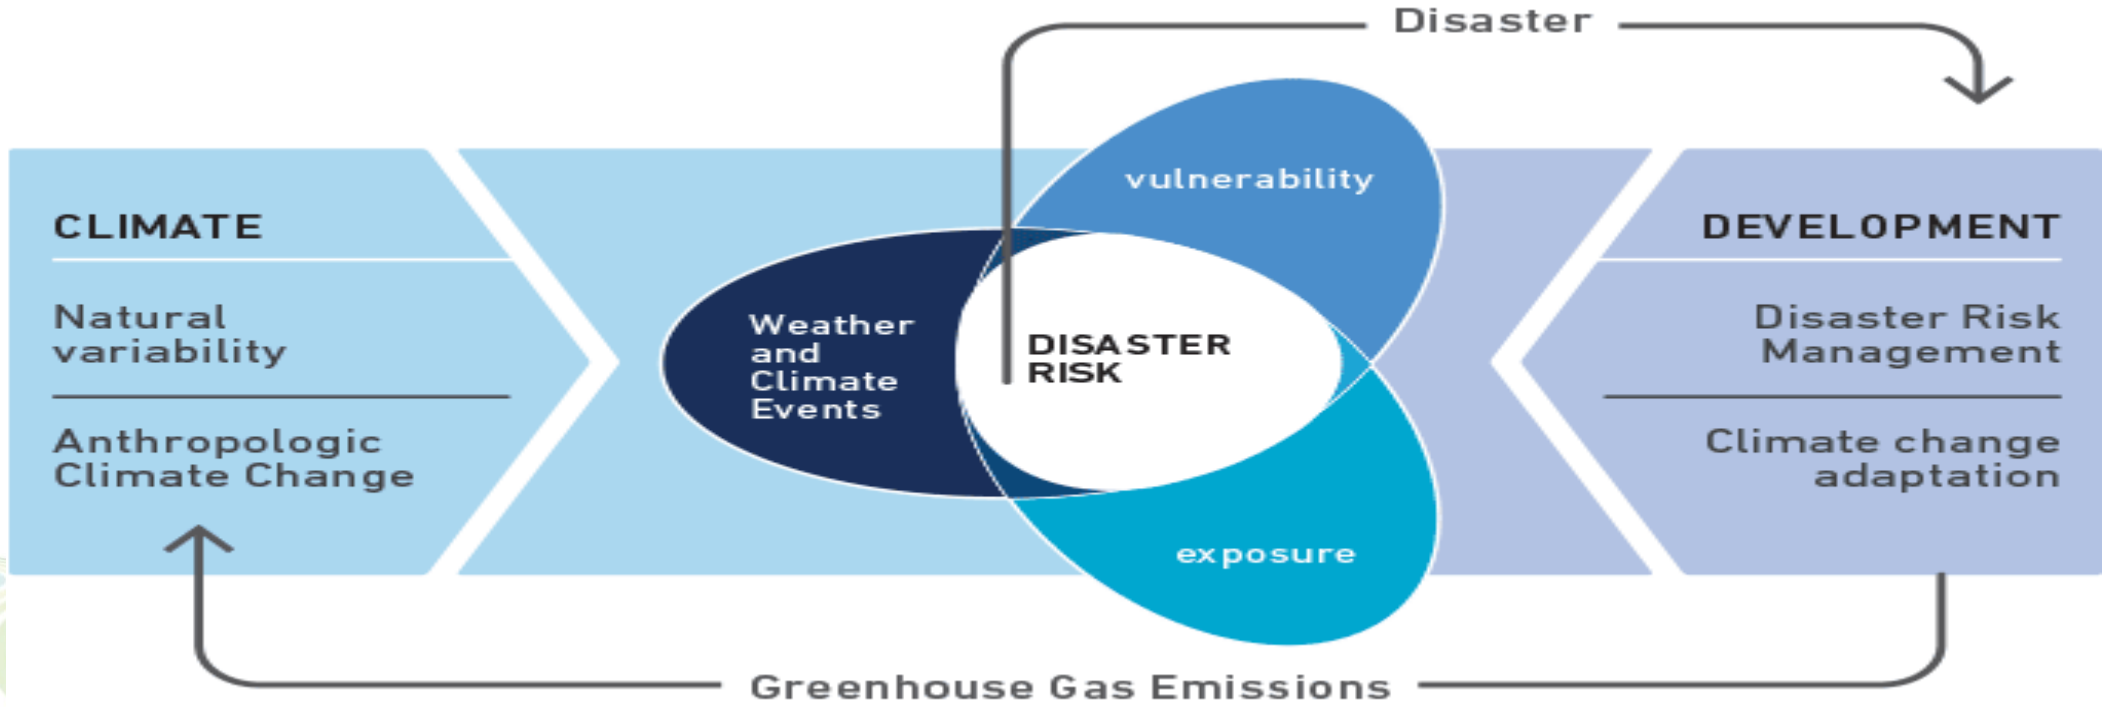 Disaster
CLIMATE
Natural
variability
Anthropologic
Climate Change
vulnerability
Weather
and
Climate
Events
DISASTER
RISK
exposure
DEVELOPMENT
Disaster Risk
Management
Climate change
adaptation
Greenhouse Gas Emissions